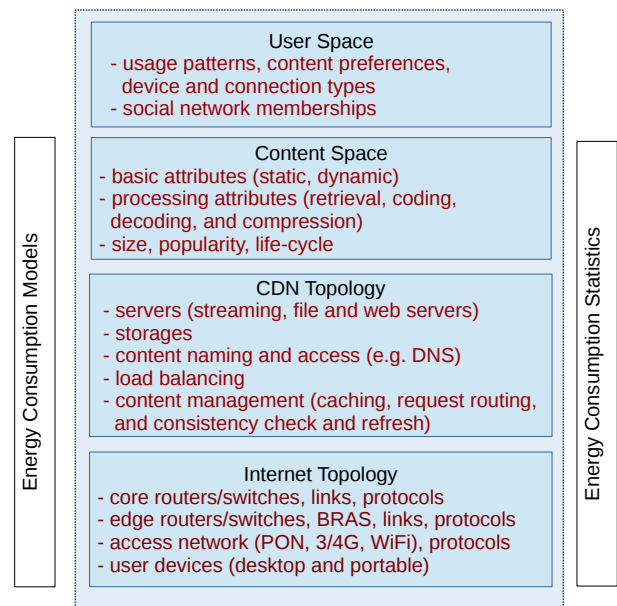 User Space
- usage patterns, content preferences,
device and connection types
- social network memberships
Content Space
- basic attributes (static, dynamic)
- processing attributes (retrieval, coding,
decoding, and compression)
- size, popularity, life-cycle
CDN Topology
- servers (streaming, file and web servers)
- storages
- content naming and access (e.g. DNS)
- load balancing
- content management (caching, request routing,
and consistency check and refresh)
Internet Topology
- core routers/switches, links, protocols
- edge routers/switches, BRAS, links, protocols
- access network (PON, 3/4G, WiFi), protocols
- user devices (desktop and portable)
Energy Consumption Models
Energy Consumption Statistics